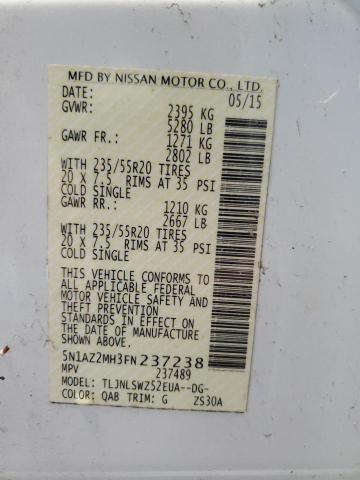 MFD BY NISSAN MOTOR CO., LTD.
DATE: 05/15
GVWR: 2395 KG
5280 LB
GAWR FR.: 1271 KG
2802 LB
WITH 235/55R20 TIRES
20 X 7.5 RIMS AT 35 PSI
COLD SINGLE
GAWR RR.: 1210 KG
2667 LB
WITH 235/55R20 TIRES
20 X 7.5 RIMS AT 35 PSI
COLD SINGLE
THIS VEHICLE CONFORMS TO
ALL APPLICABLE FEDERAL
MOTOR VEHICLE SAFETY AND
THEFT PREVENTION
STANDARDS IN EFFECT ON
THE DATE OF MANUFACTURE
SHOWN ABOVE.
5N1AZ2MH3FN237238
MPV 237489
MODEL: TLJNLSWZ52EUA--DG-
COLOR: QAB TRIM: G ZS30A